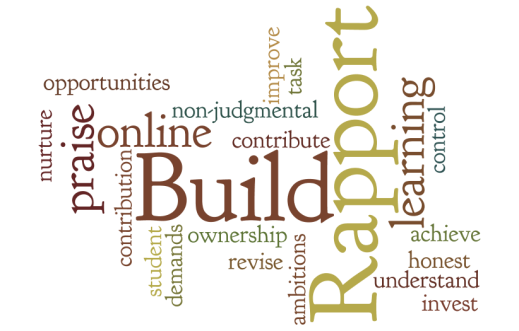 improve
task
Rapport
opportunities
non-judgmental
learning
nurture
praise
online
contribute
control
Build
contribution
student
demands
ownership
achieve
revise
ambitions
honest
understand
invest